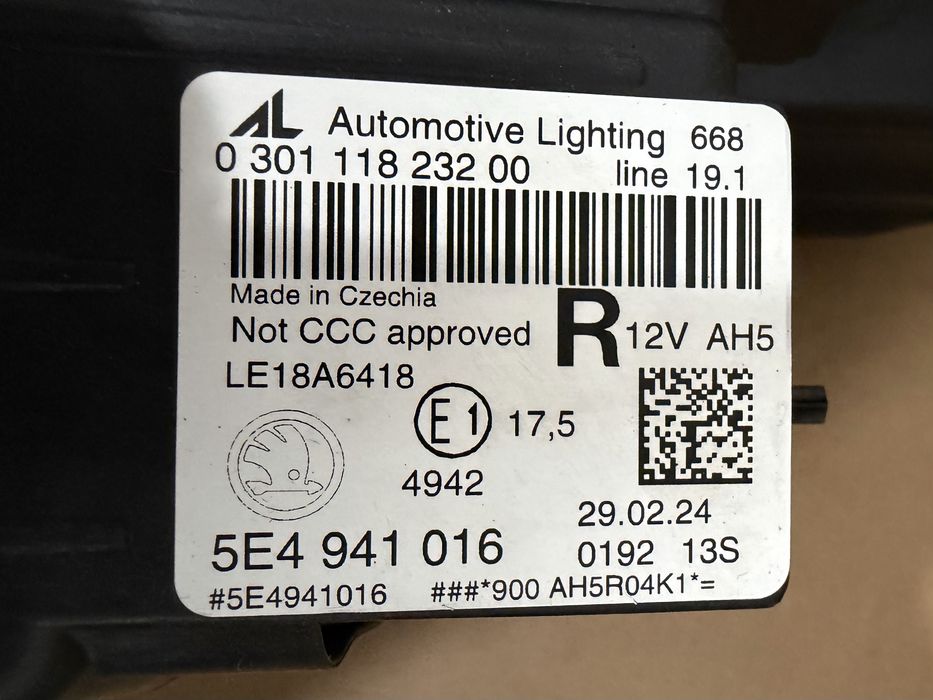 AL Automotive Lighting 668
0 301 118 232 00 line 19.1
Made in Czechia
Not CCC approved R 12V AH5
LE18A6418
E1 17,5
4942
29.02.24
5E4 941 016 0192 13S
#5E4941016 ###*900 AH5R04K1*=